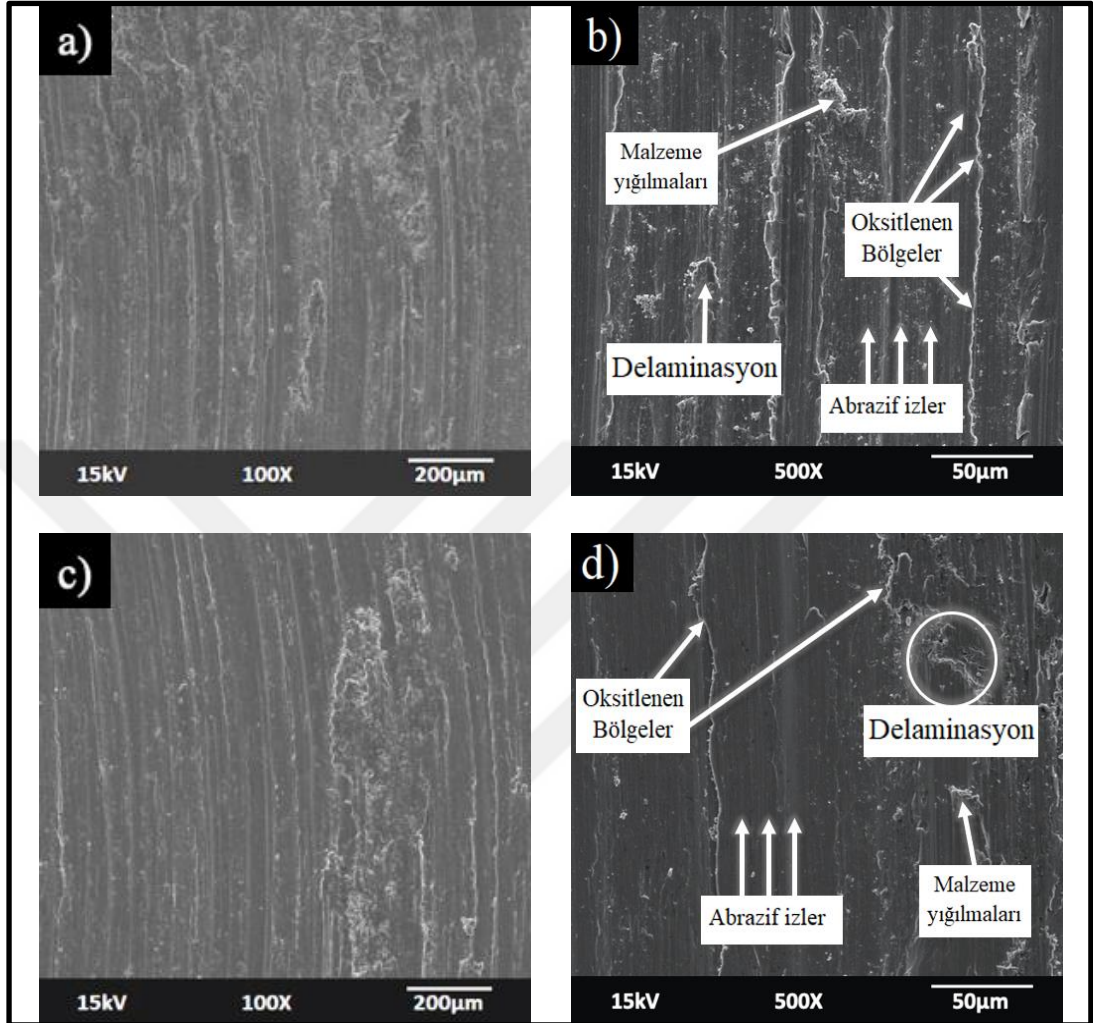 a)
15kV 100X 200µm
b)
Malzeme
yığılmaları
Oksitlenen
Bölgeler
Delaminasyon
Abrazif izler
15kV 500X 50µm
c)
15kV 100X 200µm
d)
Oksitlenen
Bölgeler
Delaminasyon
Abrazif izler
Malzeme
yığılmaları
15kV 500X 50µm